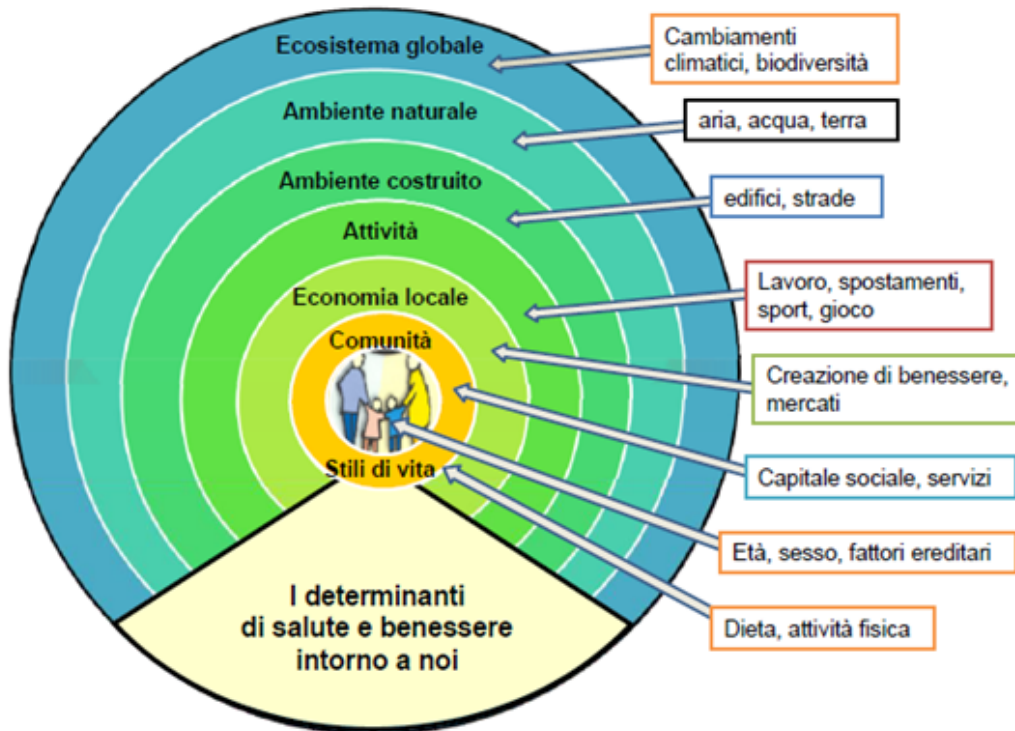 Ecosistema globale
Ambiente naturale
Ambiente costruito
Attività
Economia locale
Comunità
Stili di vita
I determinanti
di salute e benessere
intorno a noi
Cambiamenti
climatici, biodiversità
aria, acqua, terra
edifici, strade
Lavoro, spostamenti,
sport, gioco
Creazione di benessere,
mercati
Capitale sociale, servizi
Età, sesso, fattori ereditari
Dieta, attività fisica